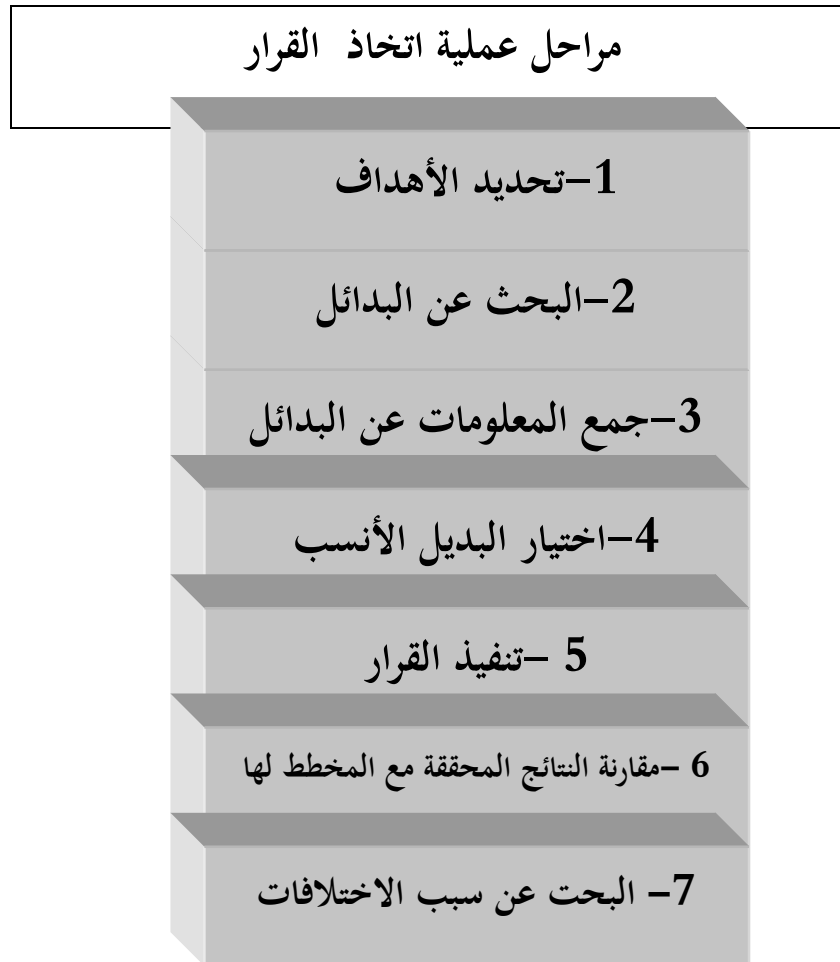 مراحل عملية اتخاذ القرار
1-تحديد الأهداف
2-البحث عن البدائل
3-جمع المعلومات عن البدائل
4-اختيار البديل الأنسب
5 -تنفيذ القرار
6 -مقارنة النتائج المحققة مع المخطط لها
7- البحت عن سبب الاختلافات